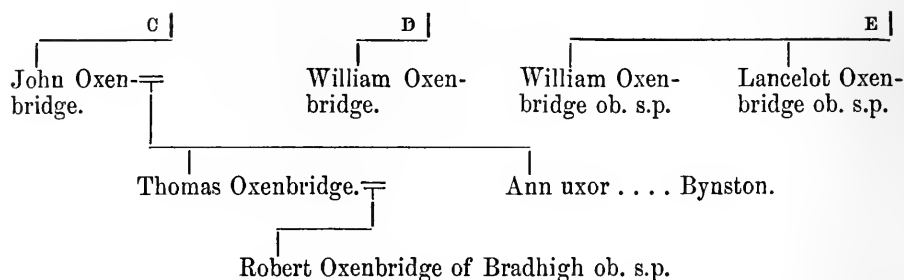 C D E
John Oxen- William Oxen- William Oxen- Lancelot Oxen-
bridge. bridge. bridge ob. s.p. bridge ob. s.p.
Thomas Oxenbridge. Ann uxor . . . . Bynston.
Robert Oxenbridge of Bradhigh ob. s.p.